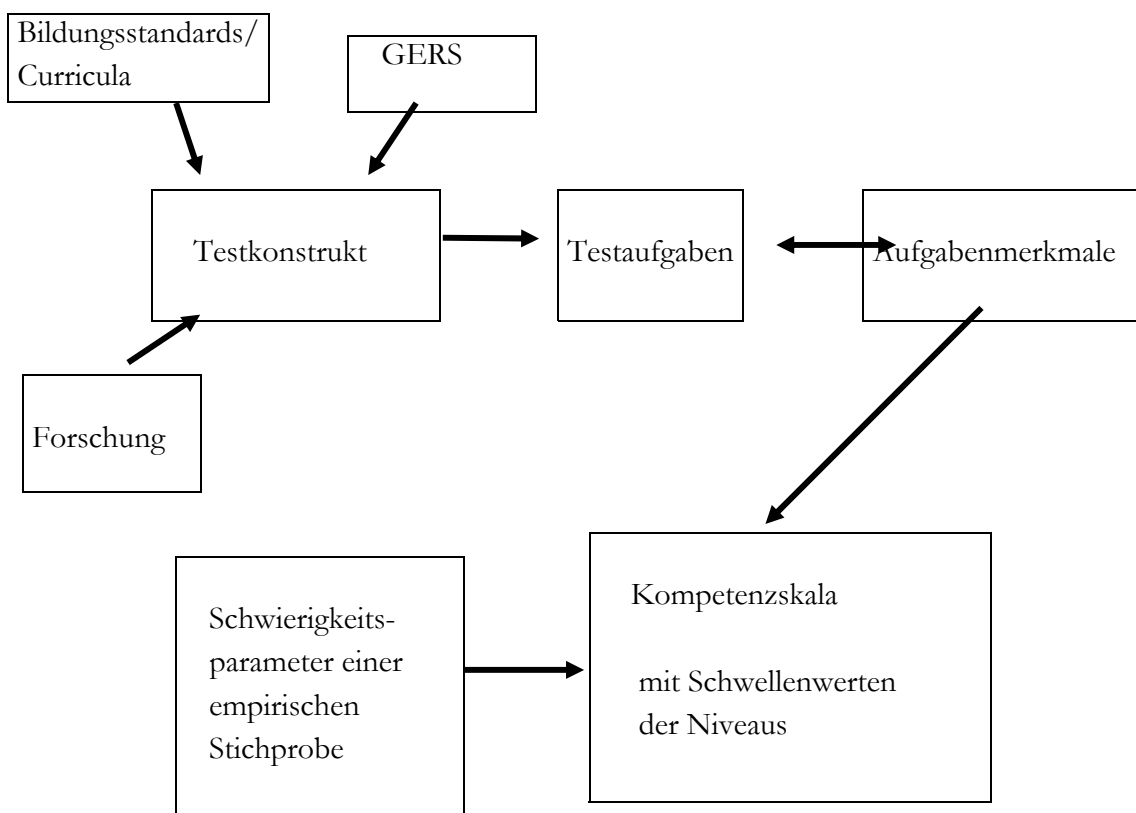 Bildungsstandards/
Curricula
GERS
Testkonstrukt
Testaufgaben
Aufgabenmerkmale
Forschung
Schwierigkeits-
parameter einer
empirischen
Stichprobe
Kompetenzskala
mit Schwellenwerten
der Niveaus